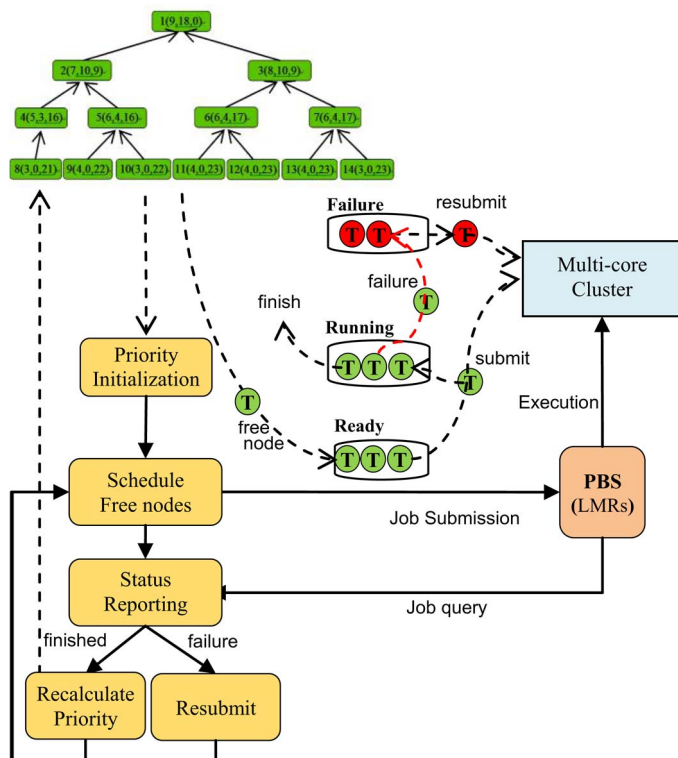 1(9,18,0)
2(7,10,9)
3(8,10,9)
4(5,3,16)
5(6,4,16)
6(6,4,17)
7(6,4,17)
8(3,0,21)
9(4,0,22)
10(3,0,22)
11(4,0,23)
12(4,0,23)
13(4,0,23)
14(3,0,23)
Failure
resubmit
T T
T
Multi-core
Cluster
failure
T
finish
Running
T T T
submit
T
Priority
Initialization
T
free
node
Ready
T T T
Execution
Schedule
Free nodes
Job Submission
PBS
(LMRs)
Status
Reporting
Job query
finished
failure
Recalculate
Priority
Resubmit